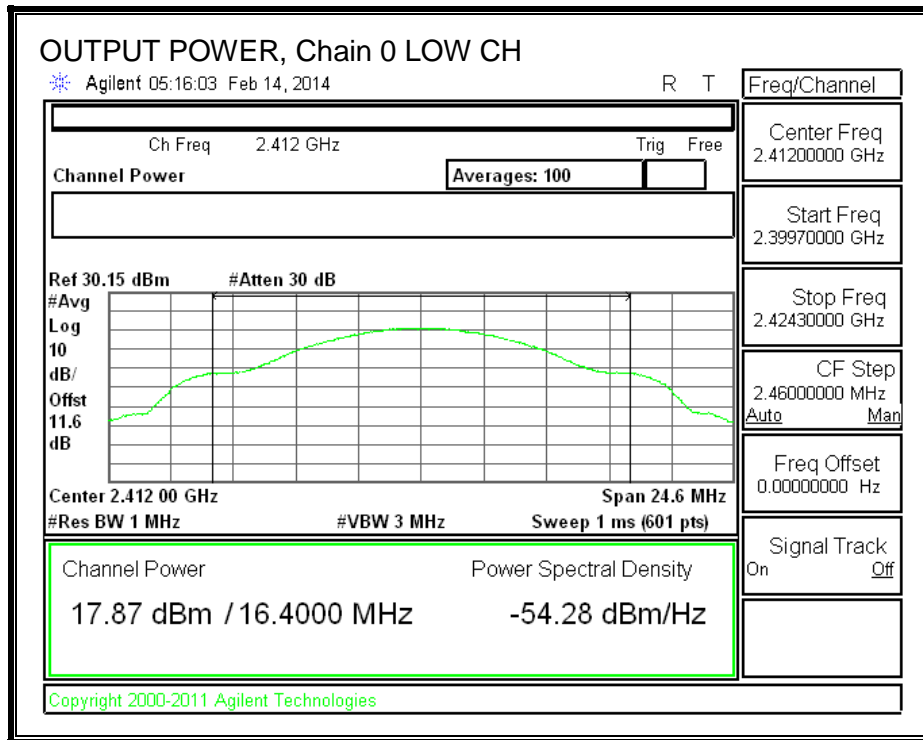 OUTPUT POWER, Chain 0 LOW CH
Agilent 05:16:03 Feb 14, 2014 R T
Ch Freq 2.412 GHz Trig Free
Channel Power Averages: 100
Ref 30.15 dBm #Atten 30 dB
#Avg
Log
10
dB/
Offst
11.6
dB
Center 2.412 00 GHz Span 24.6 MHz
#Res BW 1 MHz #VBW 3 MHz Sweep 1 ms (601 pts)
Channel Power Power Spectral Density
17.87 dBm / 16.4000 MHz -54.28 dBm/Hz
Copyright 2000-2011 Agilent Technologies
Freq/Channel
Center Freq
2.41200000 GHz
Start Freq
2.39970000 GHz
Stop Freq
2.42430000 GHz
CF Step
2.46000000 MHz
Auto Man
Freq Offset
0.00000000 Hz
Signal Track
On Off